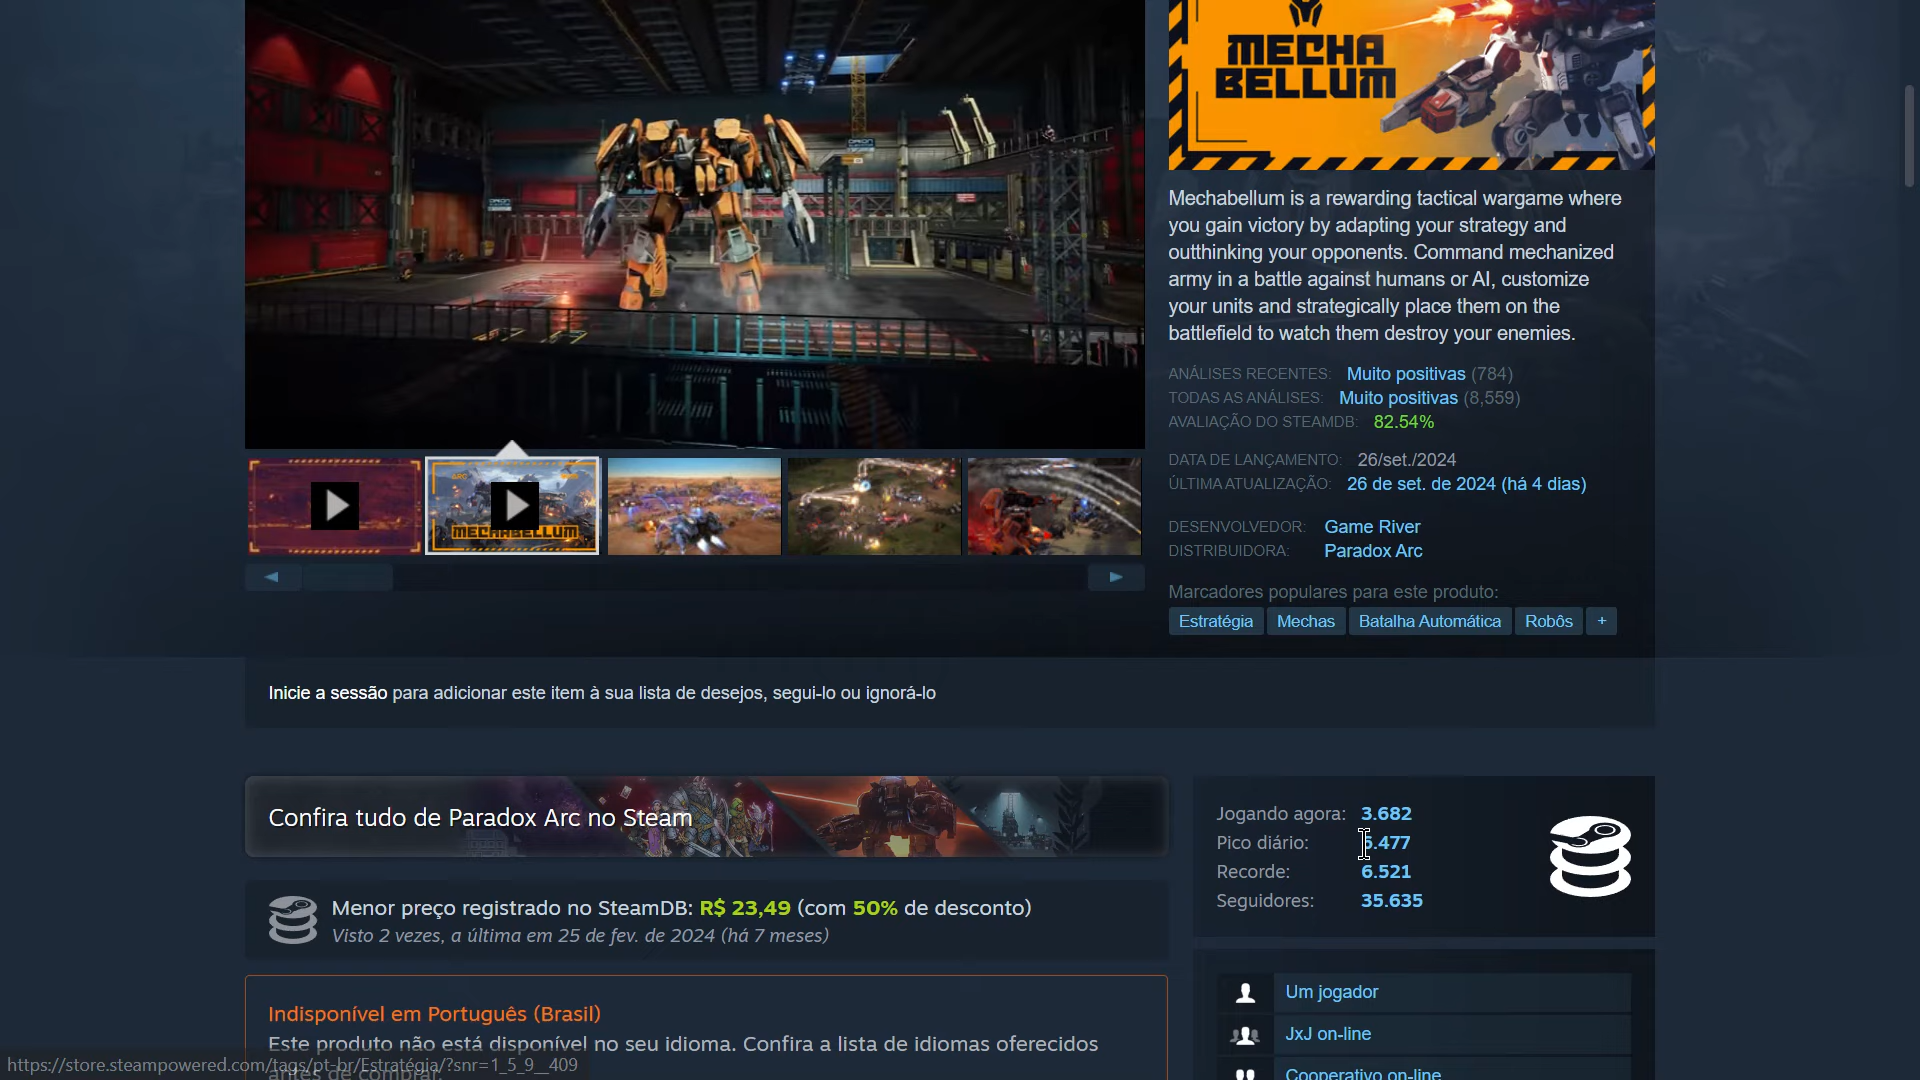 MECHA
BELLUM
Mechabellum is a rewarding tactical wargame where
you gain victory by adapting your strategy and
outthinking your opponents. Command mechanized
army in a battle against humans or AI, customize
your units and strategically place them on the
battlefield to watch them destroy your enemies.
ANÁLISES RECENTES: Muito positivas (784)
TODAS AS ANÁLISES: Muito positivas (8,559)
AVALIAÇÃO DO STEAMDB: 82.54%
DATA DE LANÇAMENTO: 26/set./2024
ÚLTIMA ATUALIZAÇÃO: 26 de set. de 2024 (há 4 dias)
DESENVOLVEDOR: Game River
DISTRIBUIDORA: Paradox Arc
Marcadores populares para este produto:
Estratégia Mechas Batalha Automática Robôs +
MECHABELLUM
Inicie a sessão para adicionar este item à sua lista de desejos, segui-lo ou ignorá-lo
Confira tudo de Paradox Arc no Steam
Menor preço registrado no SteamDB: R$ 23,49 (com 50% de desconto)
Visto 2 vezes, a última em 25 de fev. de 2024 (há 7 meses)
Indisponível em Português (Brasil)
Este produto não está disponível no seu idioma. Confira a lista de idiomas oferecidos
antes de comprar.
Jogando agora: 3.682
Pico diário: .477
Recorde: 6.521
Seguidores: 35.635
Um jogador
JxJ on-line
Cooperativo on-line
https://store.steampowered.com/tags/pt-br/Estratégia/?snr=1_5_9__409